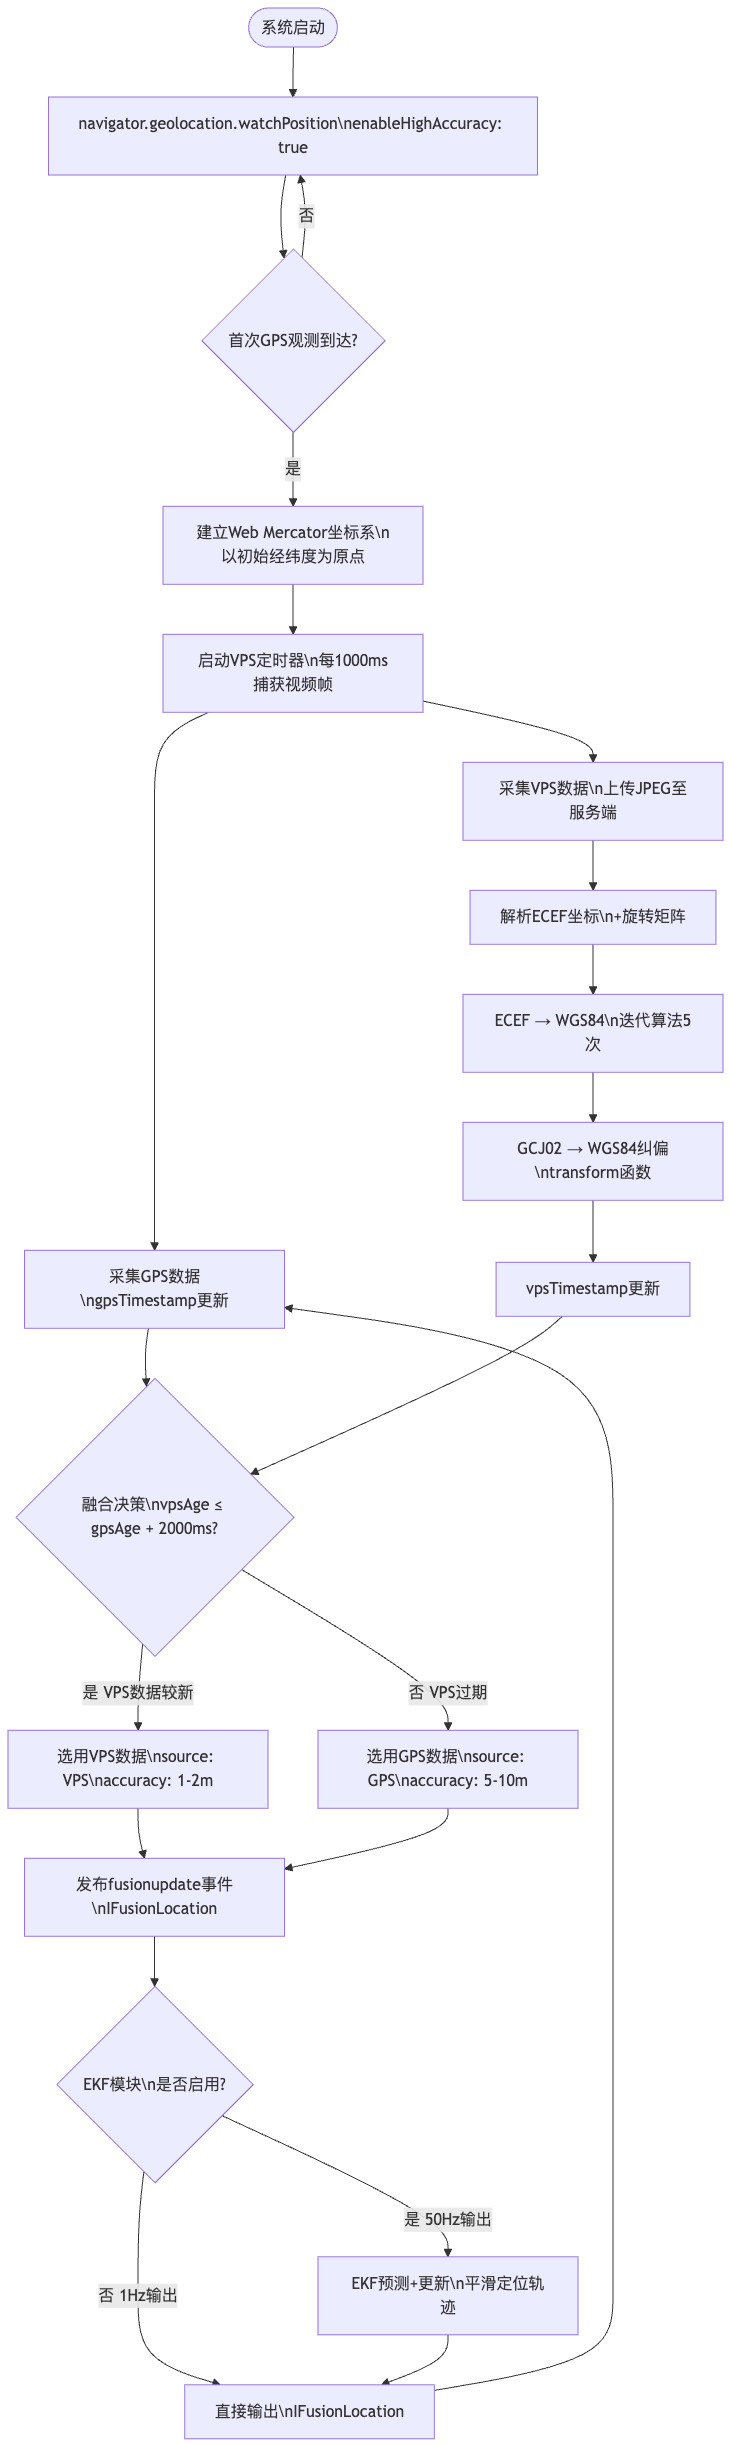 系统启动
navigator.geolocation.watchPosition\nenableHighAccuracy:
true
否
首次GPS观测到达?
是
建立Web Mercator坐标系\n
以初始经纬度为原点
启动VPS定时器\n每1000ms
捕获视频帧
采集VPS数据\n上传JPEG至
服务端
解析ECEF坐标\n+旋转矩阵
ECEF → WGS84\n迭代算法5
次
GCJ02 → WGS84纠偏
\ntransform函数
采集GPS数据
\ngpsTimestamp更新
vpsTimestamp更新
融合决策\nvpsAge ≤
gpsAge + 2000ms?
是 VPS数据较新
否 VPS过期
选用VPS数据\nsource:
VPS\naccuracy: 1-2m
选用GPS数据\nsource:
GPS\naccuracy: 5-10m
发布fusionupdate事件
\nIFusionLocation
EKF模块\n是否启用?
是 50Hz输出
否 1Hz输出
EKF预测+更新\n平滑定位轨
迹
直接输出\nIFusionLocation